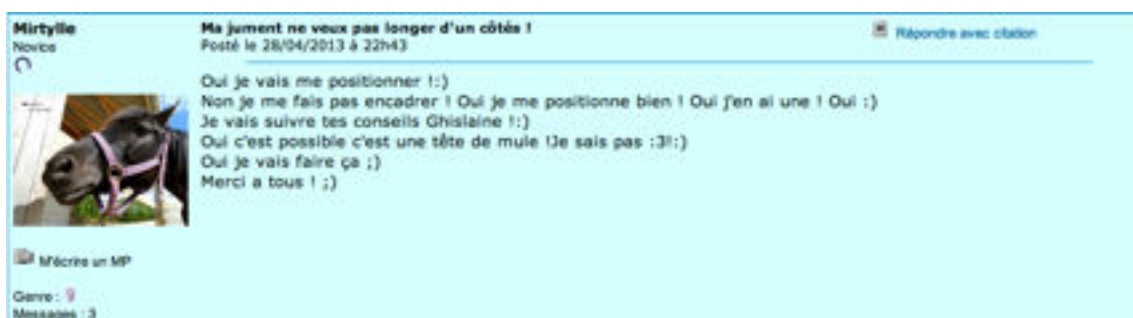 Mirtylle
Novice
Ma jument ne veux pas longer d'un côtés !
Posté le 28/04/2013 à 22h43
Répondre avec citation
Oui je vais me positionner !:)
Non je me fais pas encadrer ! Oui je me positionne bien ! Oui j'en ai une ! Oui :)
Je vais suivre tes conseils Ghislaine !:)
Oui c'est possible c'est une tête de mule !Je sais pas :3!:)
Oui je vais faire ça ;)
Merci a tous ! ;)
M'écrire un MP
Genre :
Messages : 3